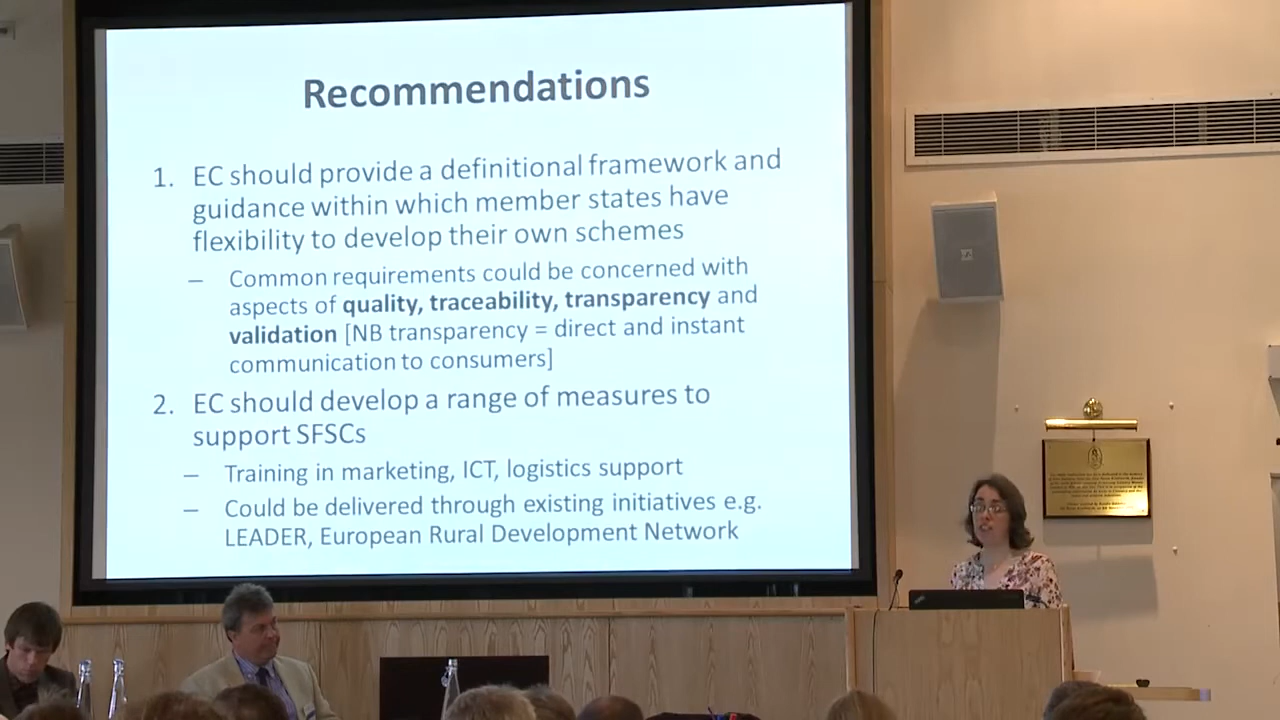 Recommendations
1. EC should provide a definitional framework and
guidance within which member states have
flexibility to develop their own schemes
– Common requirements could be concerned with
aspects of quality, traceability, transparency and
validation [NB transparency = direct and instant
communication to consumers]
2. EC should develop a range of measures to
support SFSCs
– Training in marketing, ICT, logistics support
– Could be delivered through existing initiatives e.g.
LEADER, European Rural Development Network